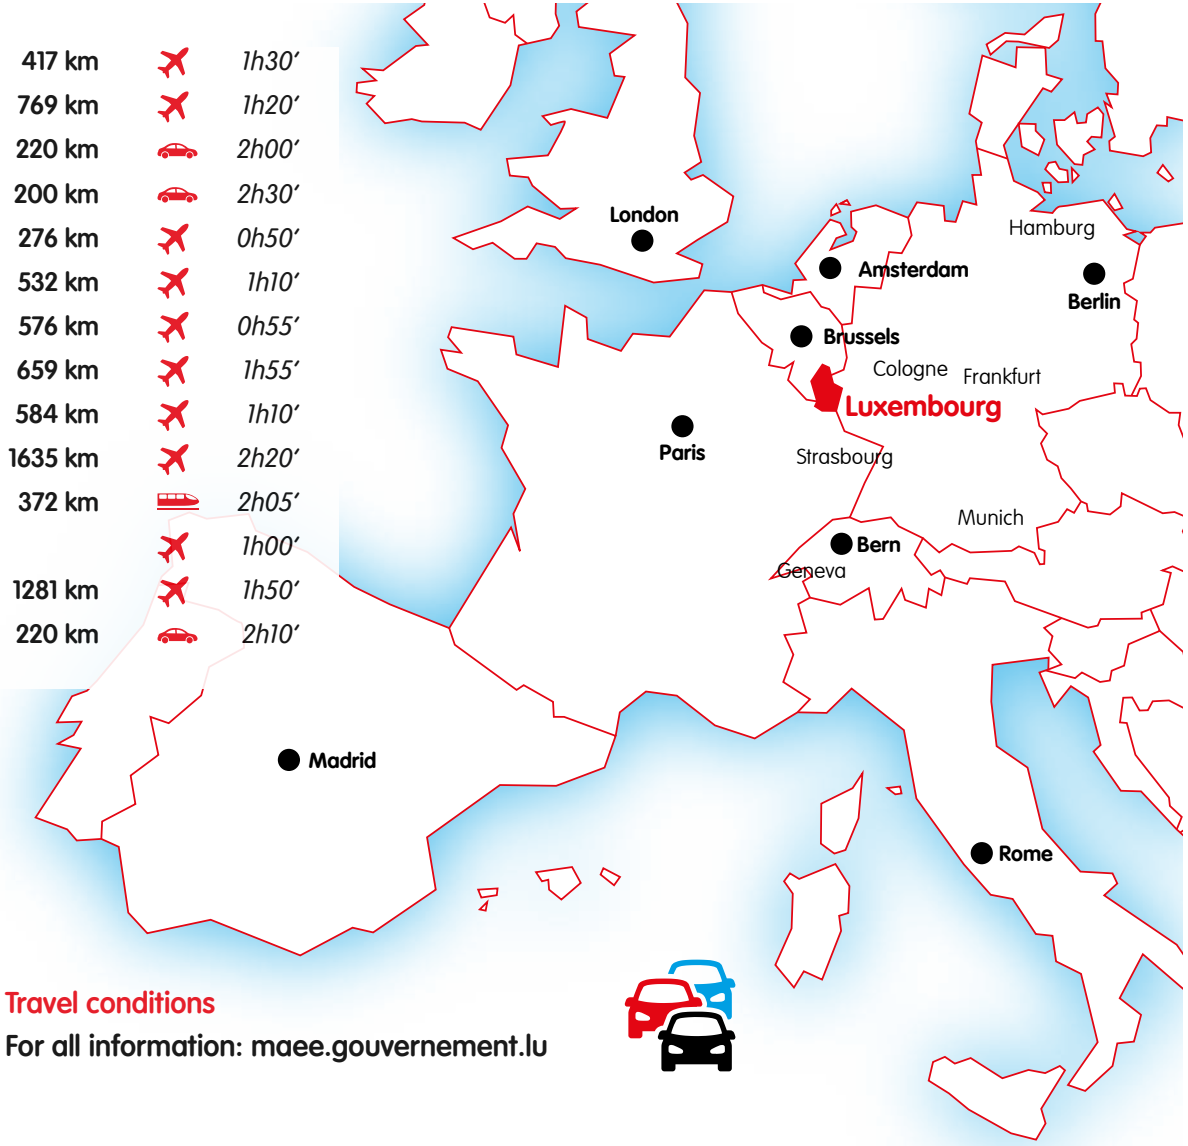 417 km 1h30’
769 km 1h20’
220 km 2h00’
200 km 2h30’
276 km 0h50’
532 km 1h10’
576 km 0h55’
659 km 1h55’
584 km 1h10’
1635 km 2h20’
372 km 2h05’
1h00’
1281 km 1h50’
220 km 2h10’
London
Hamburg
Amsterdam
Berlin
Brussels
Cologne
Frankfurt
Luxembourg
Paris
Strasbourg
Munich
Bern
Geneva
Madrid
Rome
Travel conditions
For all information: maee.gouvernement.lu